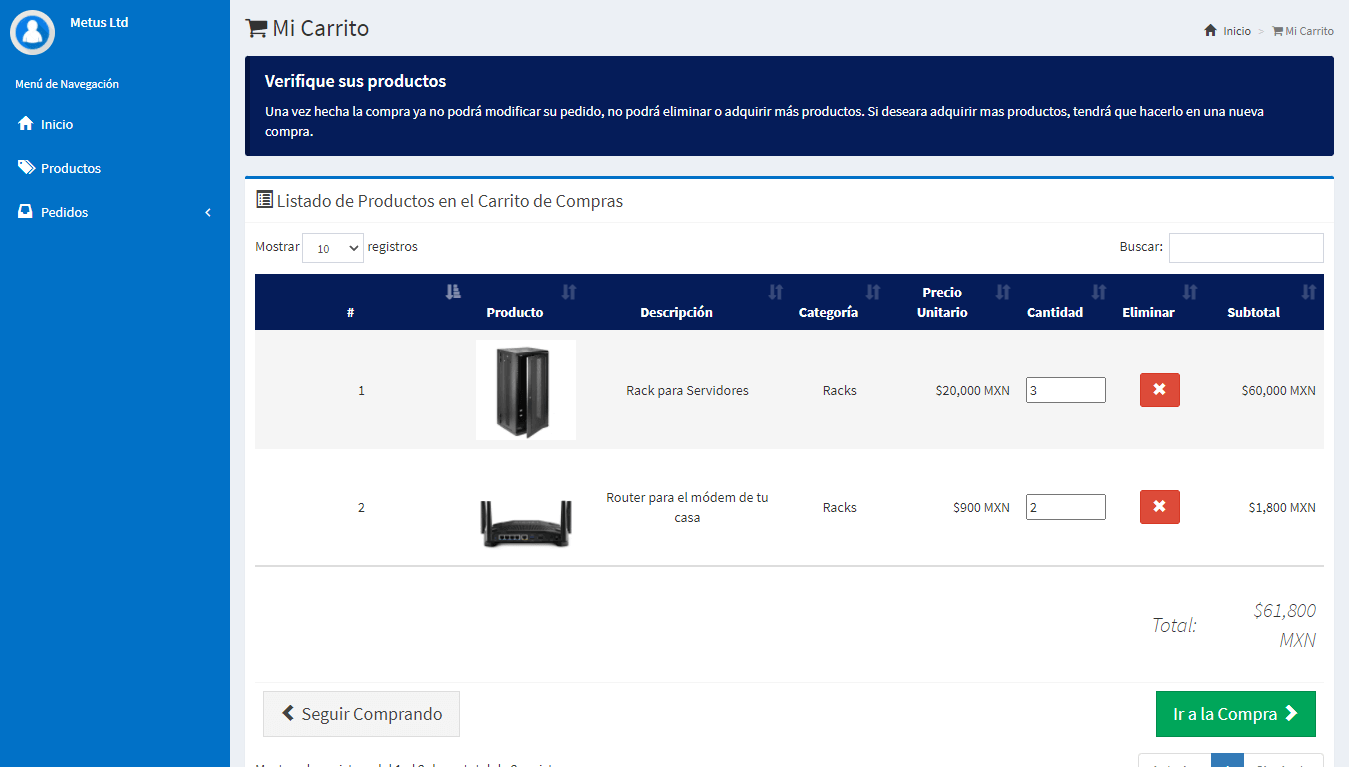 Metus Ltd
Menú de Navegación
Inicio
Productos
Pedidos
Mi Carrito
Inicio > Mi Carrito
Verifique sus productos
Una vez hecha la compra ya no podrá modificar su pedido, no podrá eliminar o adquirir más productos. Si deseara adquirir mas productos, tendrá que hacerlo en una nueva
compra.
Listado de Productos en el Carrito de Compras
Mostrar 10 registros
Buscar:
# Producto Descripción Categoría Precio Unitario Cantidad Eliminar Subtotal
1 Rack para Servidores Racks $20,000 MXN 3 $60,000 MXN
2 Router para el módem de tu casa Racks $900 MXN 2 $1,800 MXN
Total: $61,800 MXN
Seguir Comprando
Ir a la Compra